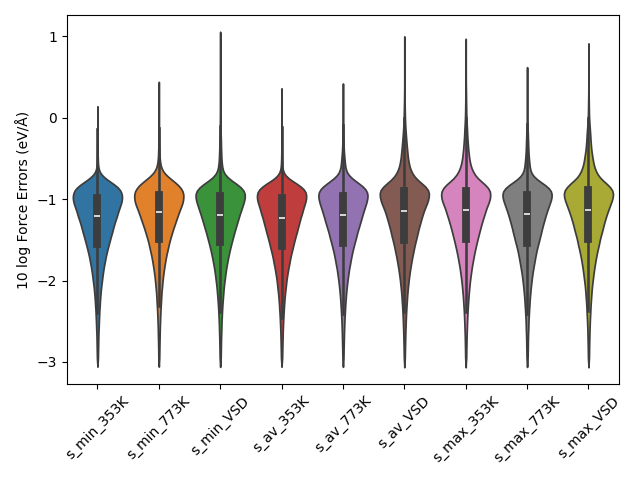 10 log Force Errors (eV/Å)
1
0
−1
−2
−3
s_min_353K
s_min_773K
s_min_VSD
s_av_353K
s_av_773K
s_av_VSD
s_max_353K
s_max_773K
s_max_VSD